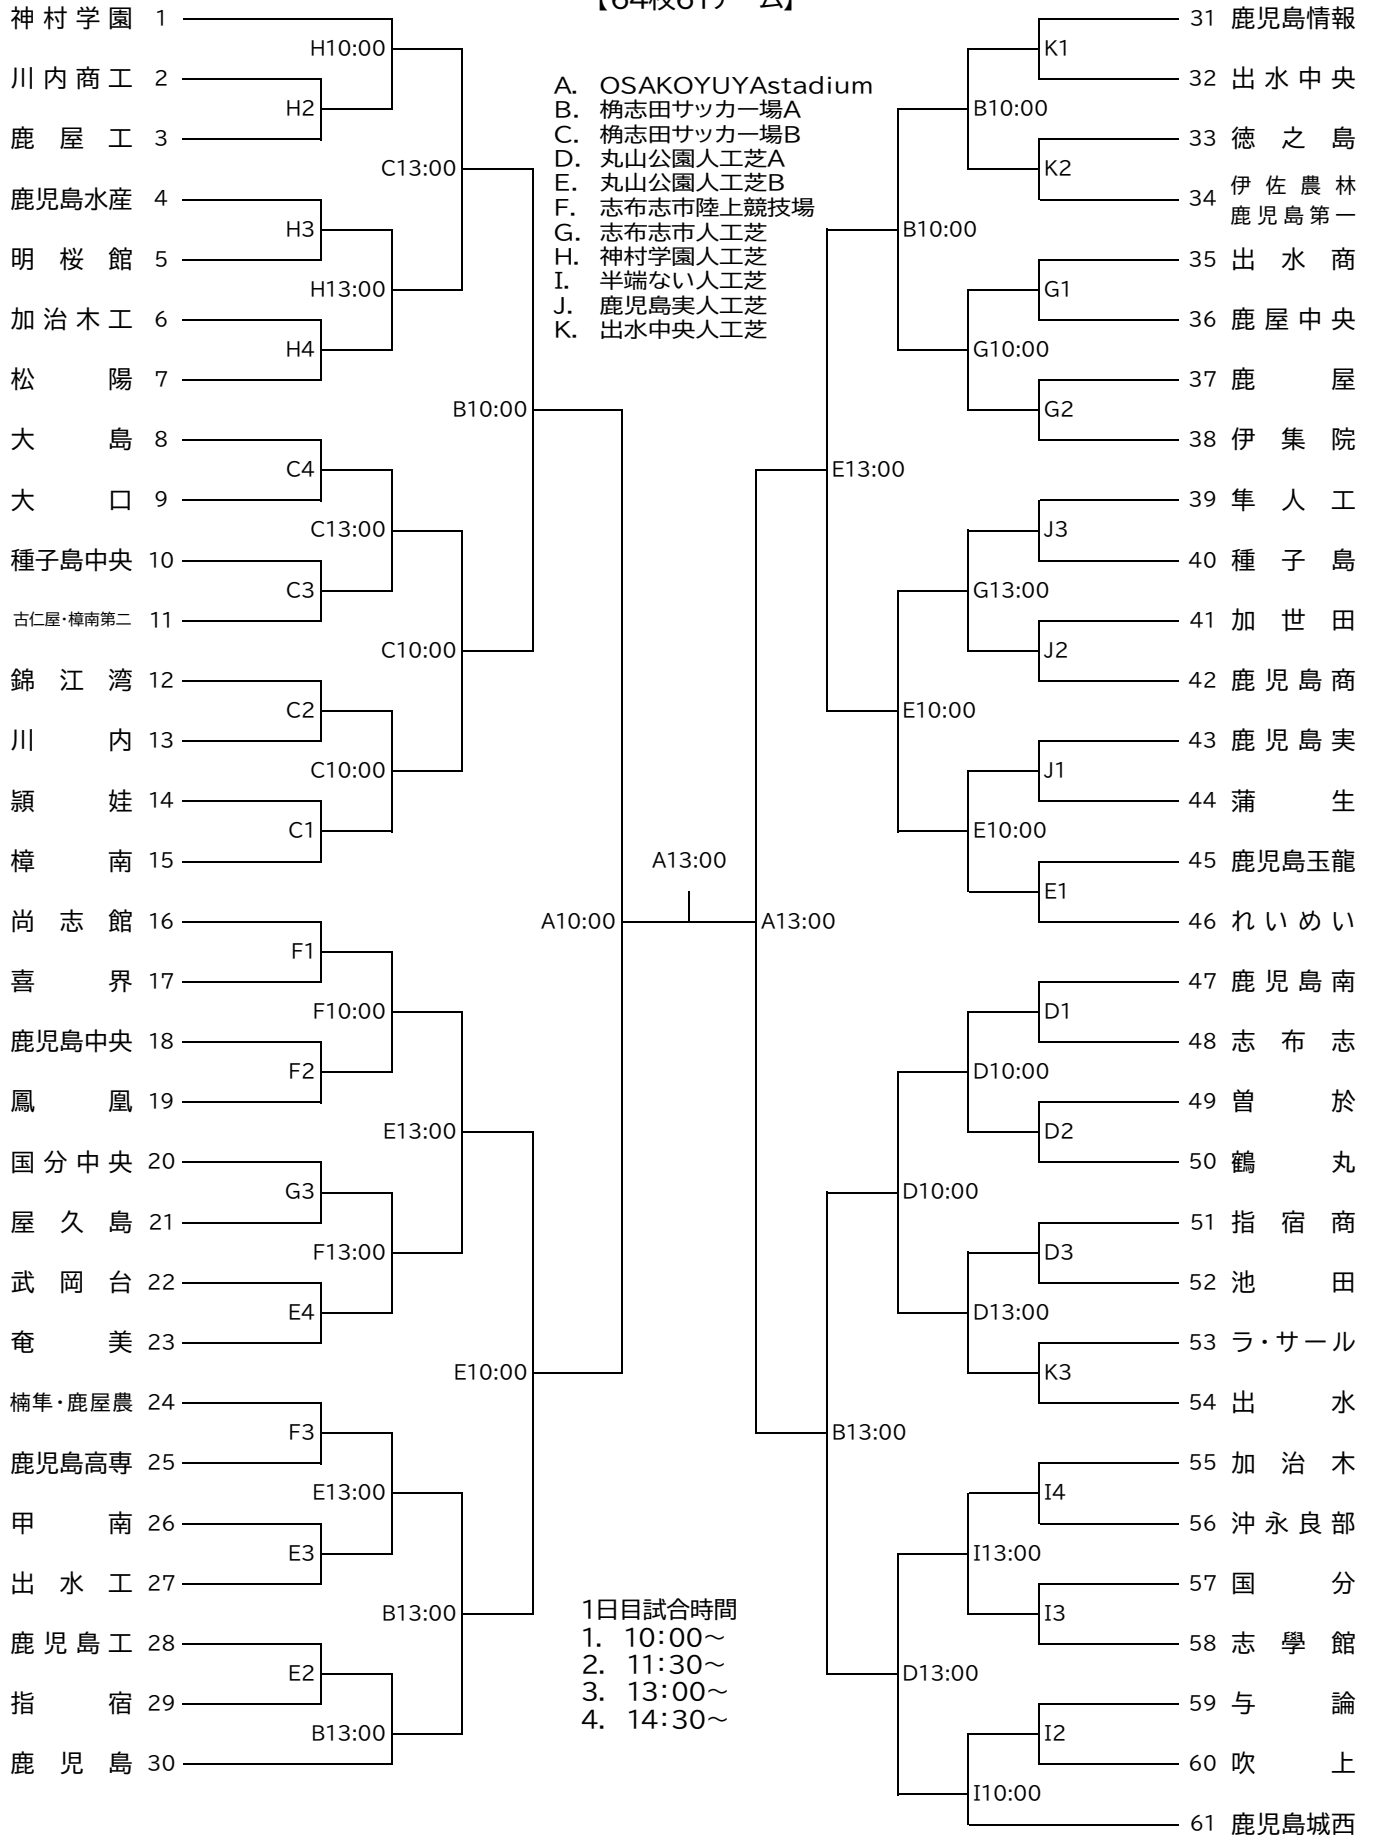 【64校61チーム】
神村学園 1
H10:00
川内商工 2
H2
鹿屋工 3
C13:00
鹿児島水産 4
H3
明桜館 5
H13:00
加治木工 6
H4
松陽 7
B10:00
大島 8
C4
大口 9
C13:00
種子島中央 10
C3
古仁屋・樟南第二 11
C10:00
錦江湾 12
C2
川内 13
C10:00
頴娃 14
C1
樟南 15
A10:00
尚志館 16
F1
喜界 17
F10:00
鹿児島中央 18
F2
鳳凰 19
E13:00
国分中央 20
G3
屋久島 21
F13:00
武岡台 22
E4
奄美 23
E10:00
楠隼・鹿屋農 24
F3
鹿児島高専 25
E13:00
甲南 26
E3
出水工 27
B13:00
鹿児島工 28
E2
指宿 29
B13:00
鹿児島 30
A. OSAKOYUYAstadium
B. 桷志田サッカー場A
C. 桷志田サッカー場B
D. 丸山公園人工芝A
E. 丸山公園人工芝B
F. 志布志市陸上競技場
G. 志布志市人工芝
H. 神村学園人工芝
I. 半端ない人工芝
J. 鹿児島実人工芝
K. 出水中央人工芝
A13:00
1日目試合時間
1. 10:00～
2. 11:30～
3. 13:00～
4. 14:30～
31 鹿児島情報
K1
32 出水中央
B10:00
33 徳之島
K2
34 伊佐農林
鹿児島第一
B10:00
35 出水商
G1
36 鹿屋中央
G10:00
37 鹿屋
G2
38 伊集院
E13:00
39 隼人工
J3
40 種子島
G13:00
41 加世田
J2
42 鹿児島商
E10:00
43 鹿児島実
J1
44 蒲生
E10:00
45 鹿児島玉龍
E1
46 れいめい
A13:00
47 鹿児島南
D1
48 志布志
D10:00
49 曽於
D2
50 鶴丸
D10:00
51 指宿商
D3
52 池田
D13:00
53 ラ・サール
K3
54 出水
B13:00
55 加治木
I4
56 沖永良部
I13:00
57 国分
I3
58 志學館
D13:00
59 与論
I2
60 吹上
I10:00
61 鹿児島城西